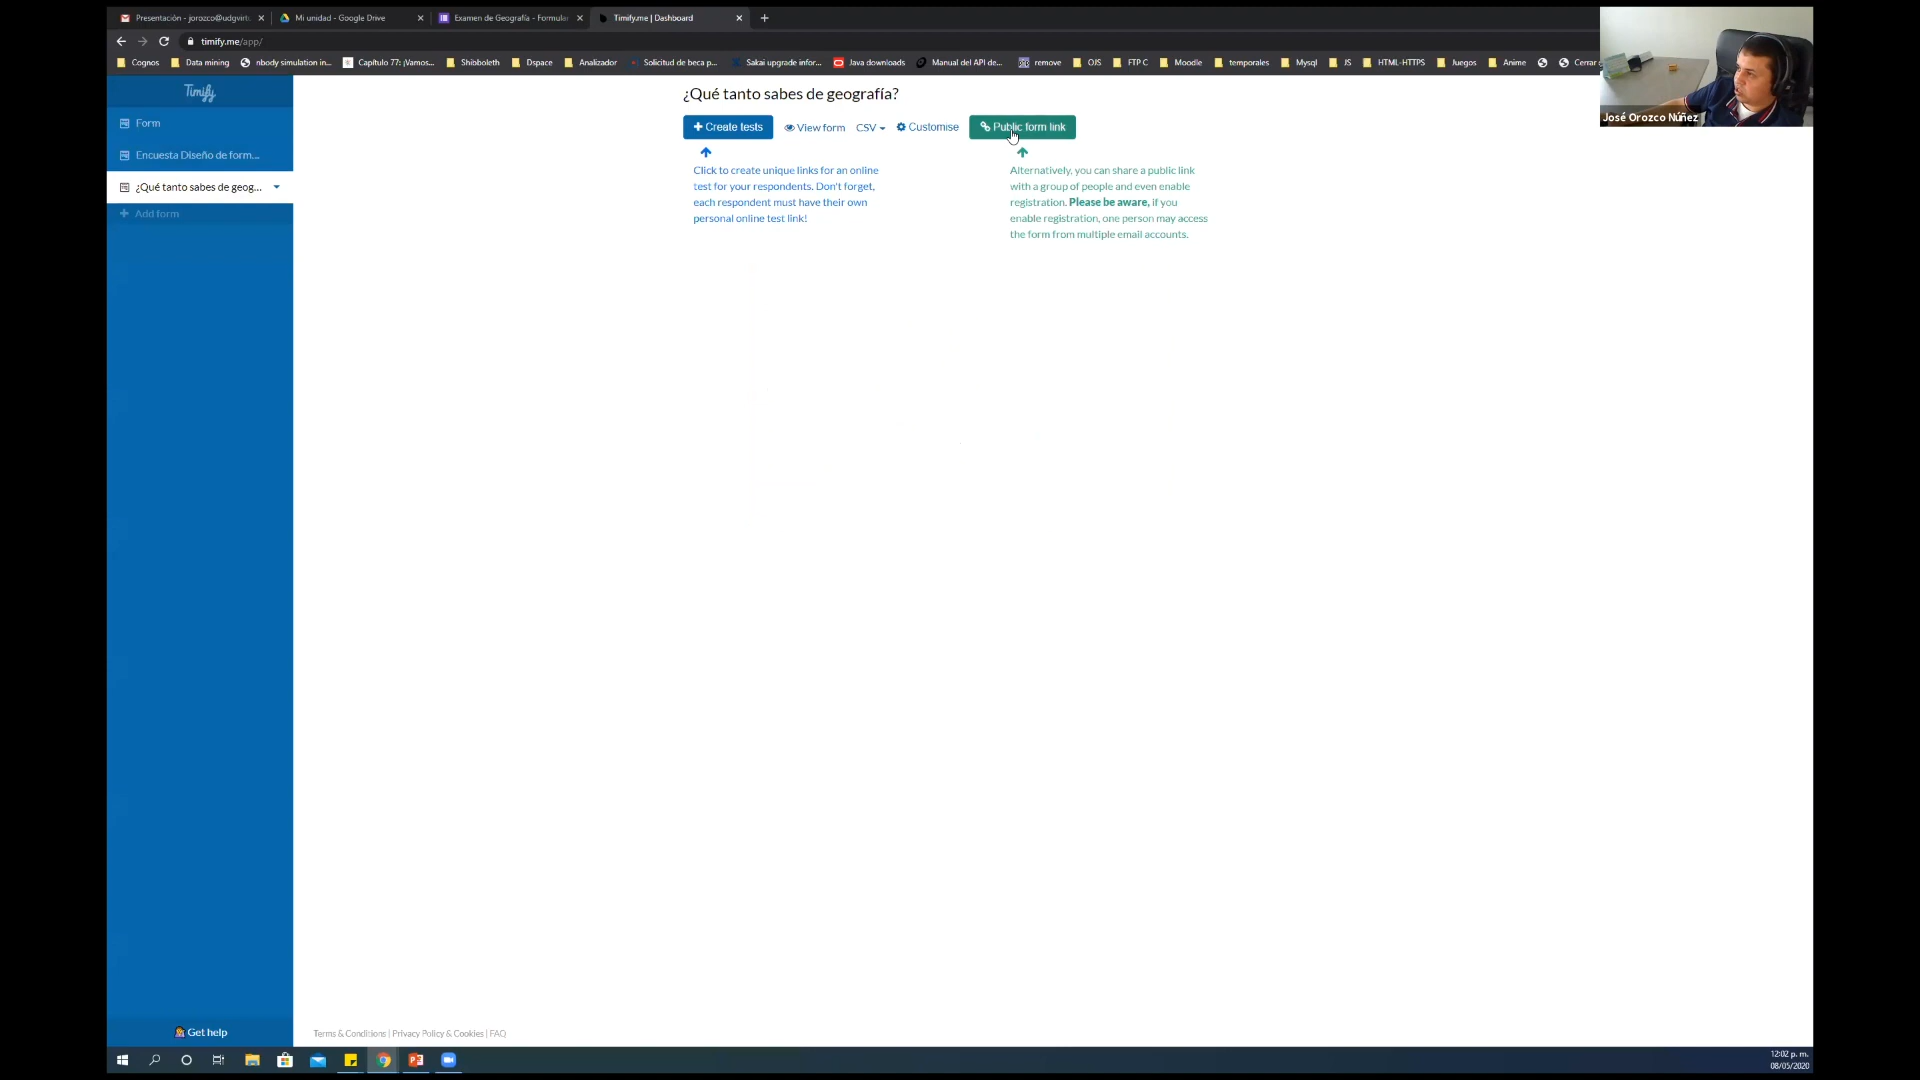 Presentación - jorozco@udgvirtu
Mi unidad - Google Drive
Examen de Geografía - Formular
Timify.me | Dashboard
timify.me/app/
Cognos
Data mining
nbody simulation in...
Capítulo 77: ¡Vamos...
Shibboleth
Dspace
Analizador
Solicitud de beca p...
Sakai upgrade infor...
Java downloads
Manual del API de...
remove
OJS
FTP C
Moodle
temporales
Mysql
JS
HTML-HTTPS
Juegos
Anime
Cerrar
José Orozco Núñez
Timify
Form
Encuesta Diseño de form...
¿Qué tanto sabes de geog...
+ Add form
¿Qué tanto sabes de geografía?
+ Create tests
View form
CSV
Customise
Public form link
Click to create unique links for an online
test for your respondents. Don't forget,
each respondent must have their own
personal online test link!
Alternatively, you can share a public link
with a group of people and even enable
registration. Please be aware, if you
enable registration, one person may access
the form from multiple email accounts.
Get help
Terms & Conditions | Privacy Policy & Cookies | FAQ
12:02 p. m.
08/05/2020